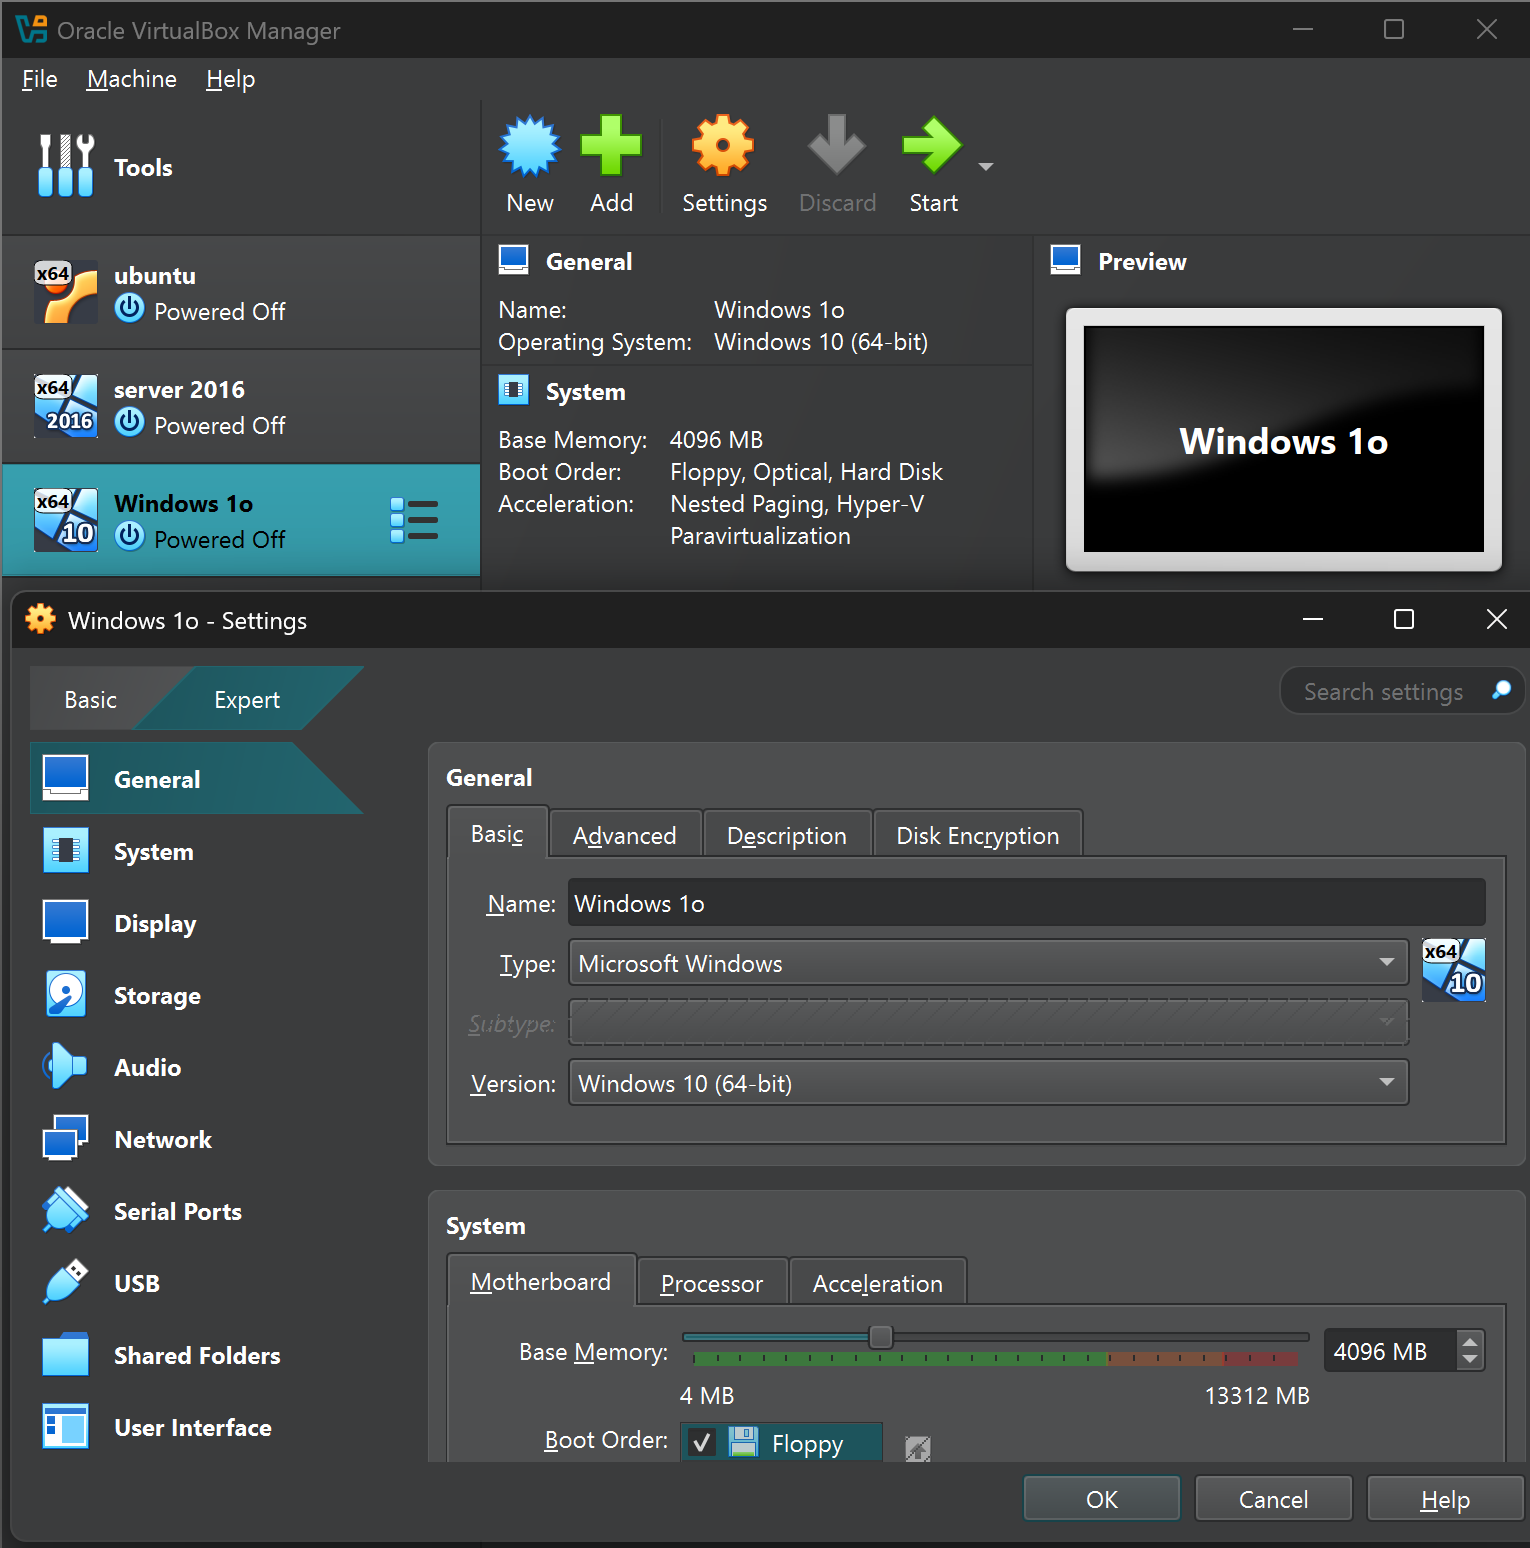 Oracle VirtualBox Manager
File Machine Help
Tools
New Add Settings Discard Start
x64 ubuntu
Powered Off
x64 2016 server 2016
Powered Off
x64 10 Windows 1o
Powered Off
General
Name: Windows 1o
Operating System: Windows 10 (64-bit)
System
Base Memory: 4096 MB
Boot Order: Floppy, Optical, Hard Disk
Acceleration: Nested Paging, Hyper-V
Paravirtualization
Preview
Windows 1o
Windows 1o - Settings
Basic Expert
Search settings
General
System
Display
Storage
Audio
Network
Serial Ports
USB
Shared Folders
User Interface
General
Basic Advanced Description Disk Encryption
Name: Windows 1o
Type: Microsoft Windows
x64 10
Subtype:
Version: Windows 10 (64-bit)
System
Motherboard Processor Acceleration
Base Memory: 4096 MB
4 MB 13312 MB
Boot Order: Floppy
OK Cancel Help